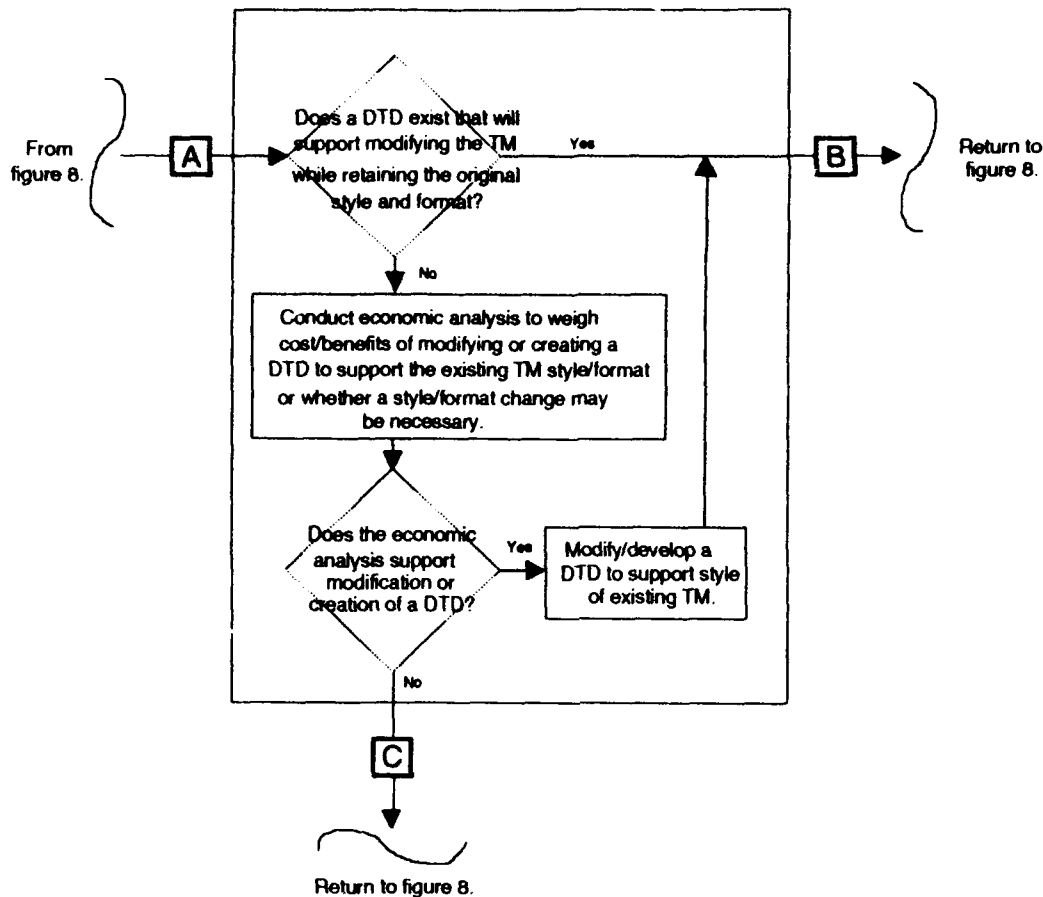 Does a DTD exist that will
support modifying the TM
while retaining the original
style and format?
Yes
From
figure 8.
A
B
Return to
figure 8.
No
Conduct economic analysis to weigh
cost/benefits of modifying or creating a
DTD to support the existing TM style/format
or whether a style/format change may
be necessary.
Does the economic
analysis support
modification or
creation of a DTD?
Yes
Modify/develop a
DTD to support style
of existing TM.
No
C
Return to figure 8.